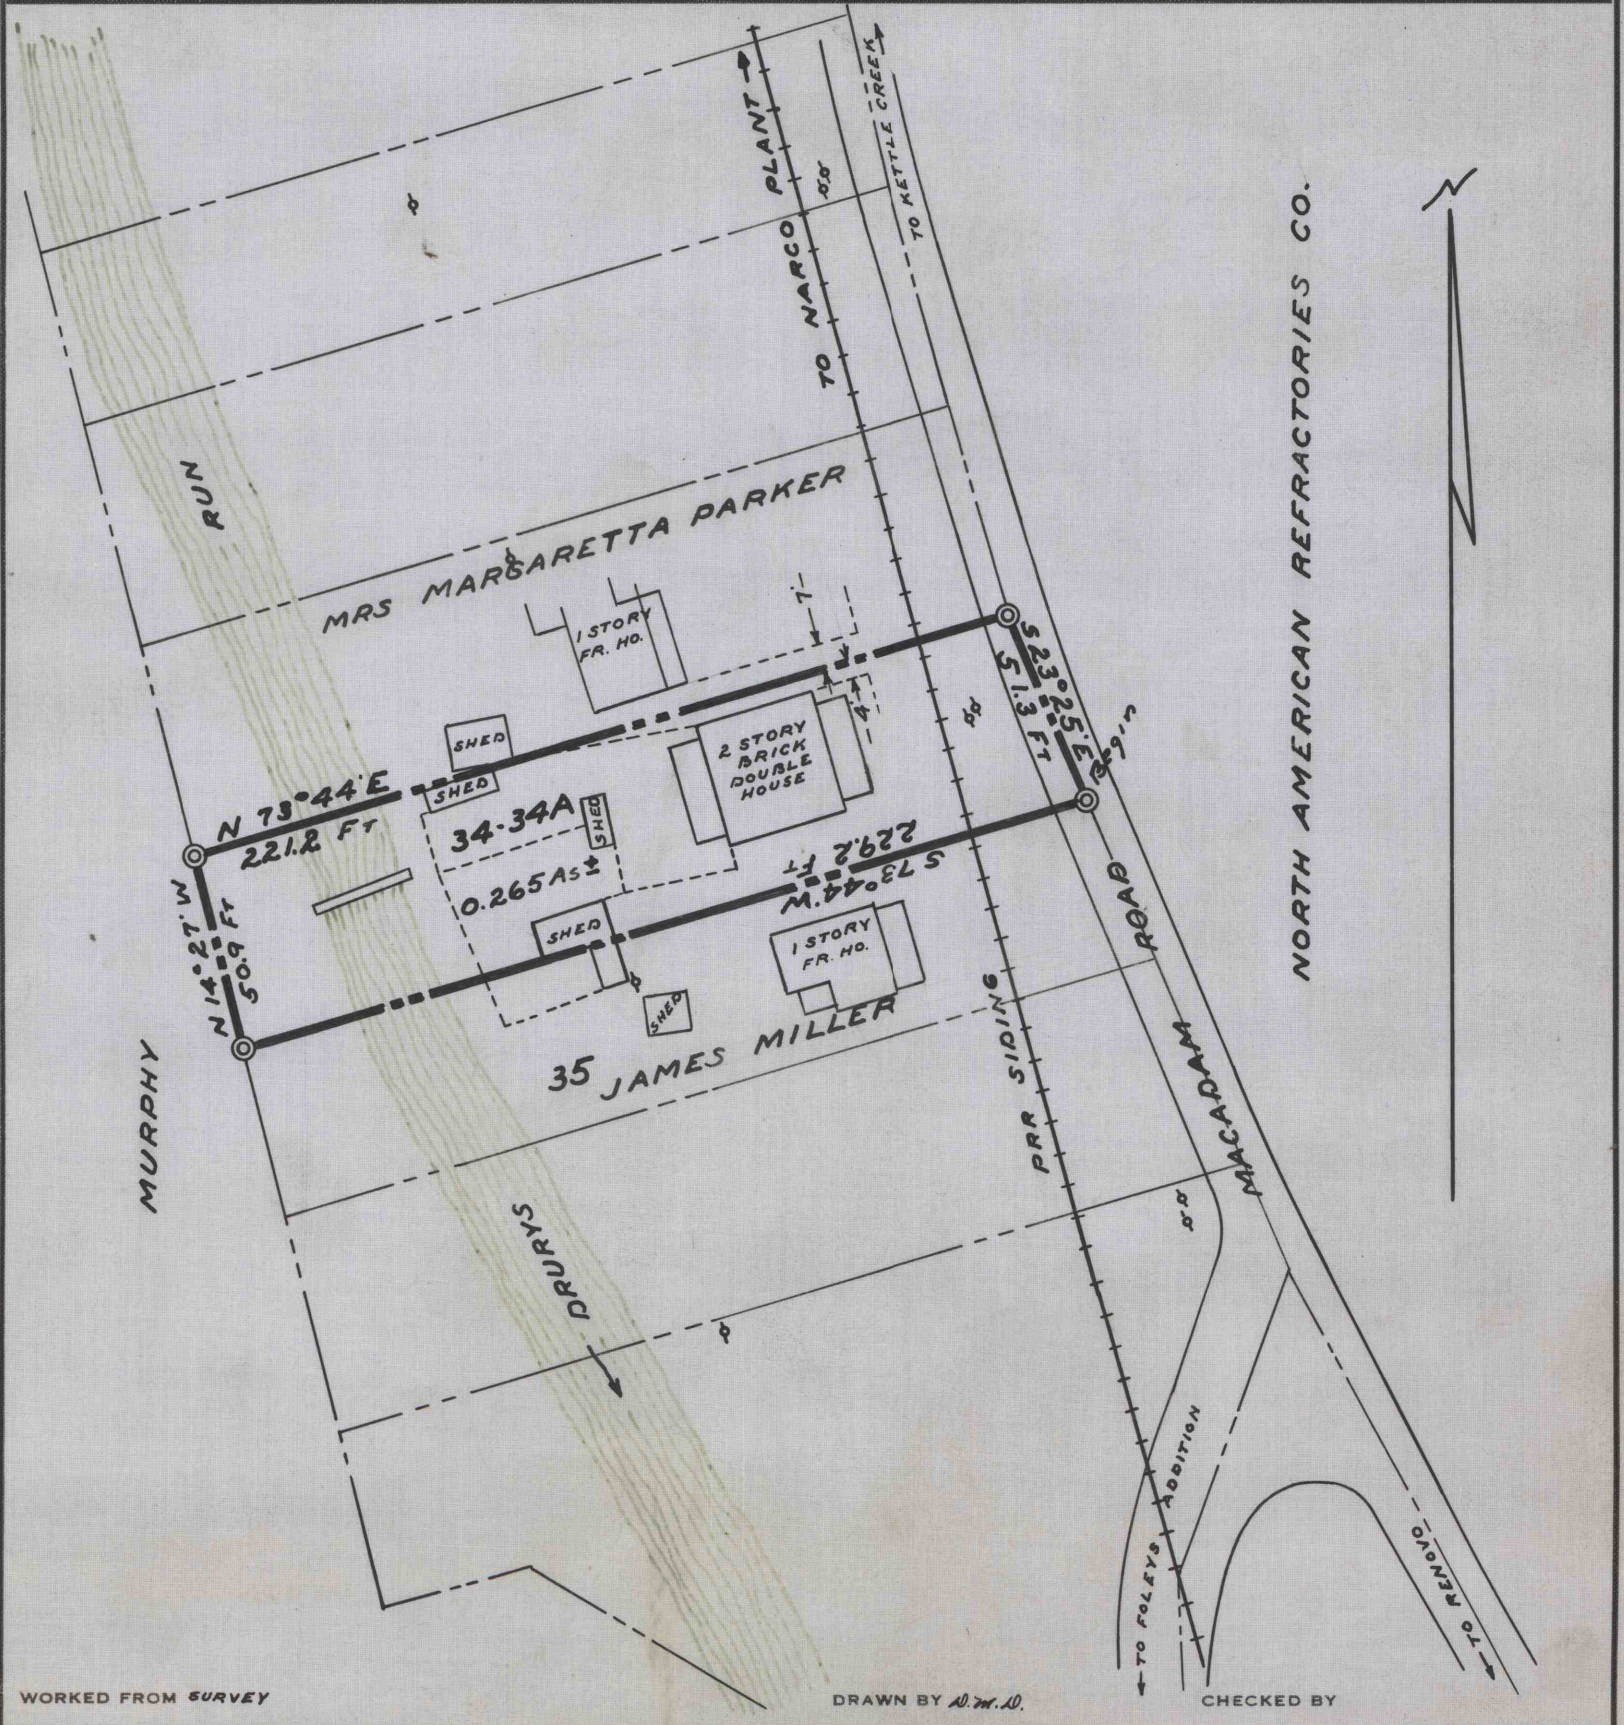 TO NARCO PLANT
TO KETTLE CREEK
N
NORTH AMERICAN REFRACTORIES CO.
RUN
MRS MARGARETTA PARKER
1 STORY
FR. HO.
7'
4'
SHED
SHED
2 STORY
BRICK
DOUBLE
HOUSE
S 23°25'E
51.3 FT
Begin
N 73°44'E
221.2 FT
34-34A
SHED
0.265 AS±
S 73°44'W
229.2 FT
N 14°27'W
50.9 FT
SHED
1 STORY
FR. HO.
SHED
35 JAMES MILLER
MURPHY
PRR SIDING
MACADAM ROAD
DRURYS
TO FOLEYS ADDITION
TO RENOVO
WORKED FROM SURVEY
DRAWN BY D.M.D.
CHECKED BY